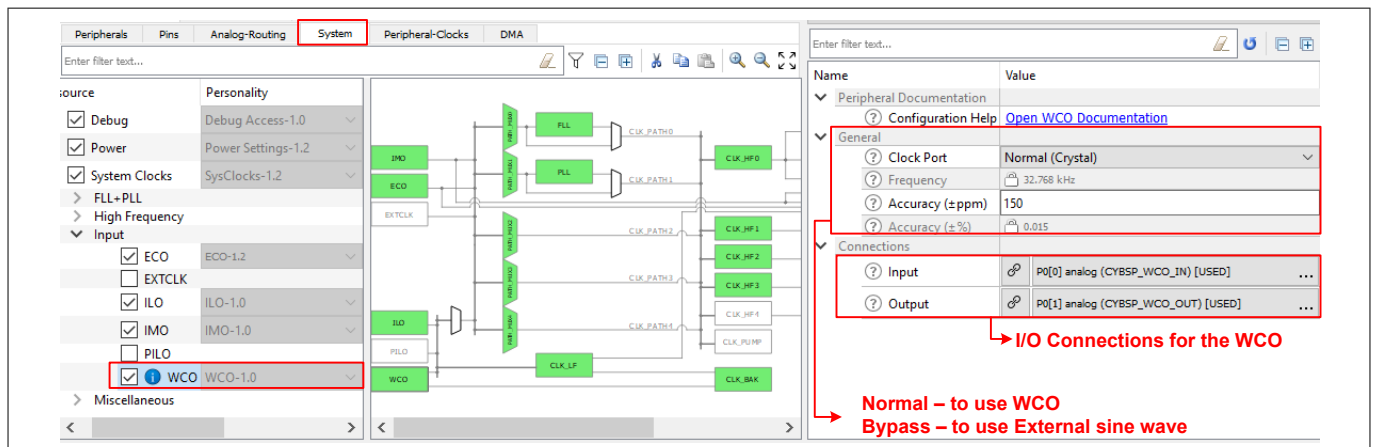 Peripherals Pins Analog-Routing System Peripheral-Clocks DMA
Enter filter text...
source Personality
Debug Debug Access-1.0
Power Power Settings-1.2
System Clocks SysClocks-1.2
FLL+PLL
High Frequency
Input
ECO ECO-1.2
EXTCLK
ILO ILO-1.0
IMO IMO-1.0
PILO
WCO WCO-1.0
Miscellaneous
IMO
ECO
EXTCLK
ILO
PILO
WCO
PATH_MUX0
PATH_MUX1
PATH_MUX2
PATH_MUX3
PATH_MUX4
PLL
PLL
CLK_LF
CLK_PATH0
CLK_PATH1
CLK_PATH2
CLK_PATH3
CLK_PATH4
CLK_HF0
CLK_HF1
CLK_HF2
CLK_HF3
CLK_HF4
CLK_PUMP
CLK_BAK
Enter filter text...
Name Value
Peripheral Documentation
Configuration Help Open WCO Documentation
General
Clock Port Normal (Crystal)
Frequency 32.768 kHz
Accuracy (±ppm) 150
Accuracy (±%) 0.015
Connections
Input P0[0] analog (CYBSP_WCO_IN) [USED] ...
Output P0[1] analog (CYBSP_WCO_OUT) [USED] ...
I/O Connections for the WCO
Normal – to use WCO
Bypass – to use External sine wave